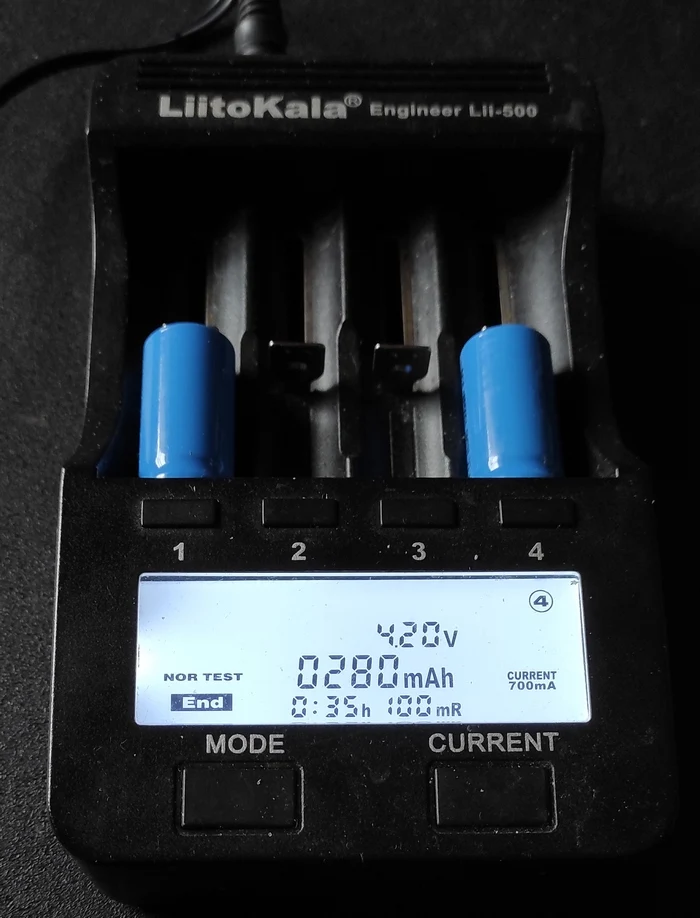 LiitoKala® Engineer Lii-500
1 2 3 4
④
4.20V
NOR TEST 0280mAh CURRENT 700mA
End 0:35h 100mR
MODE CURRENT